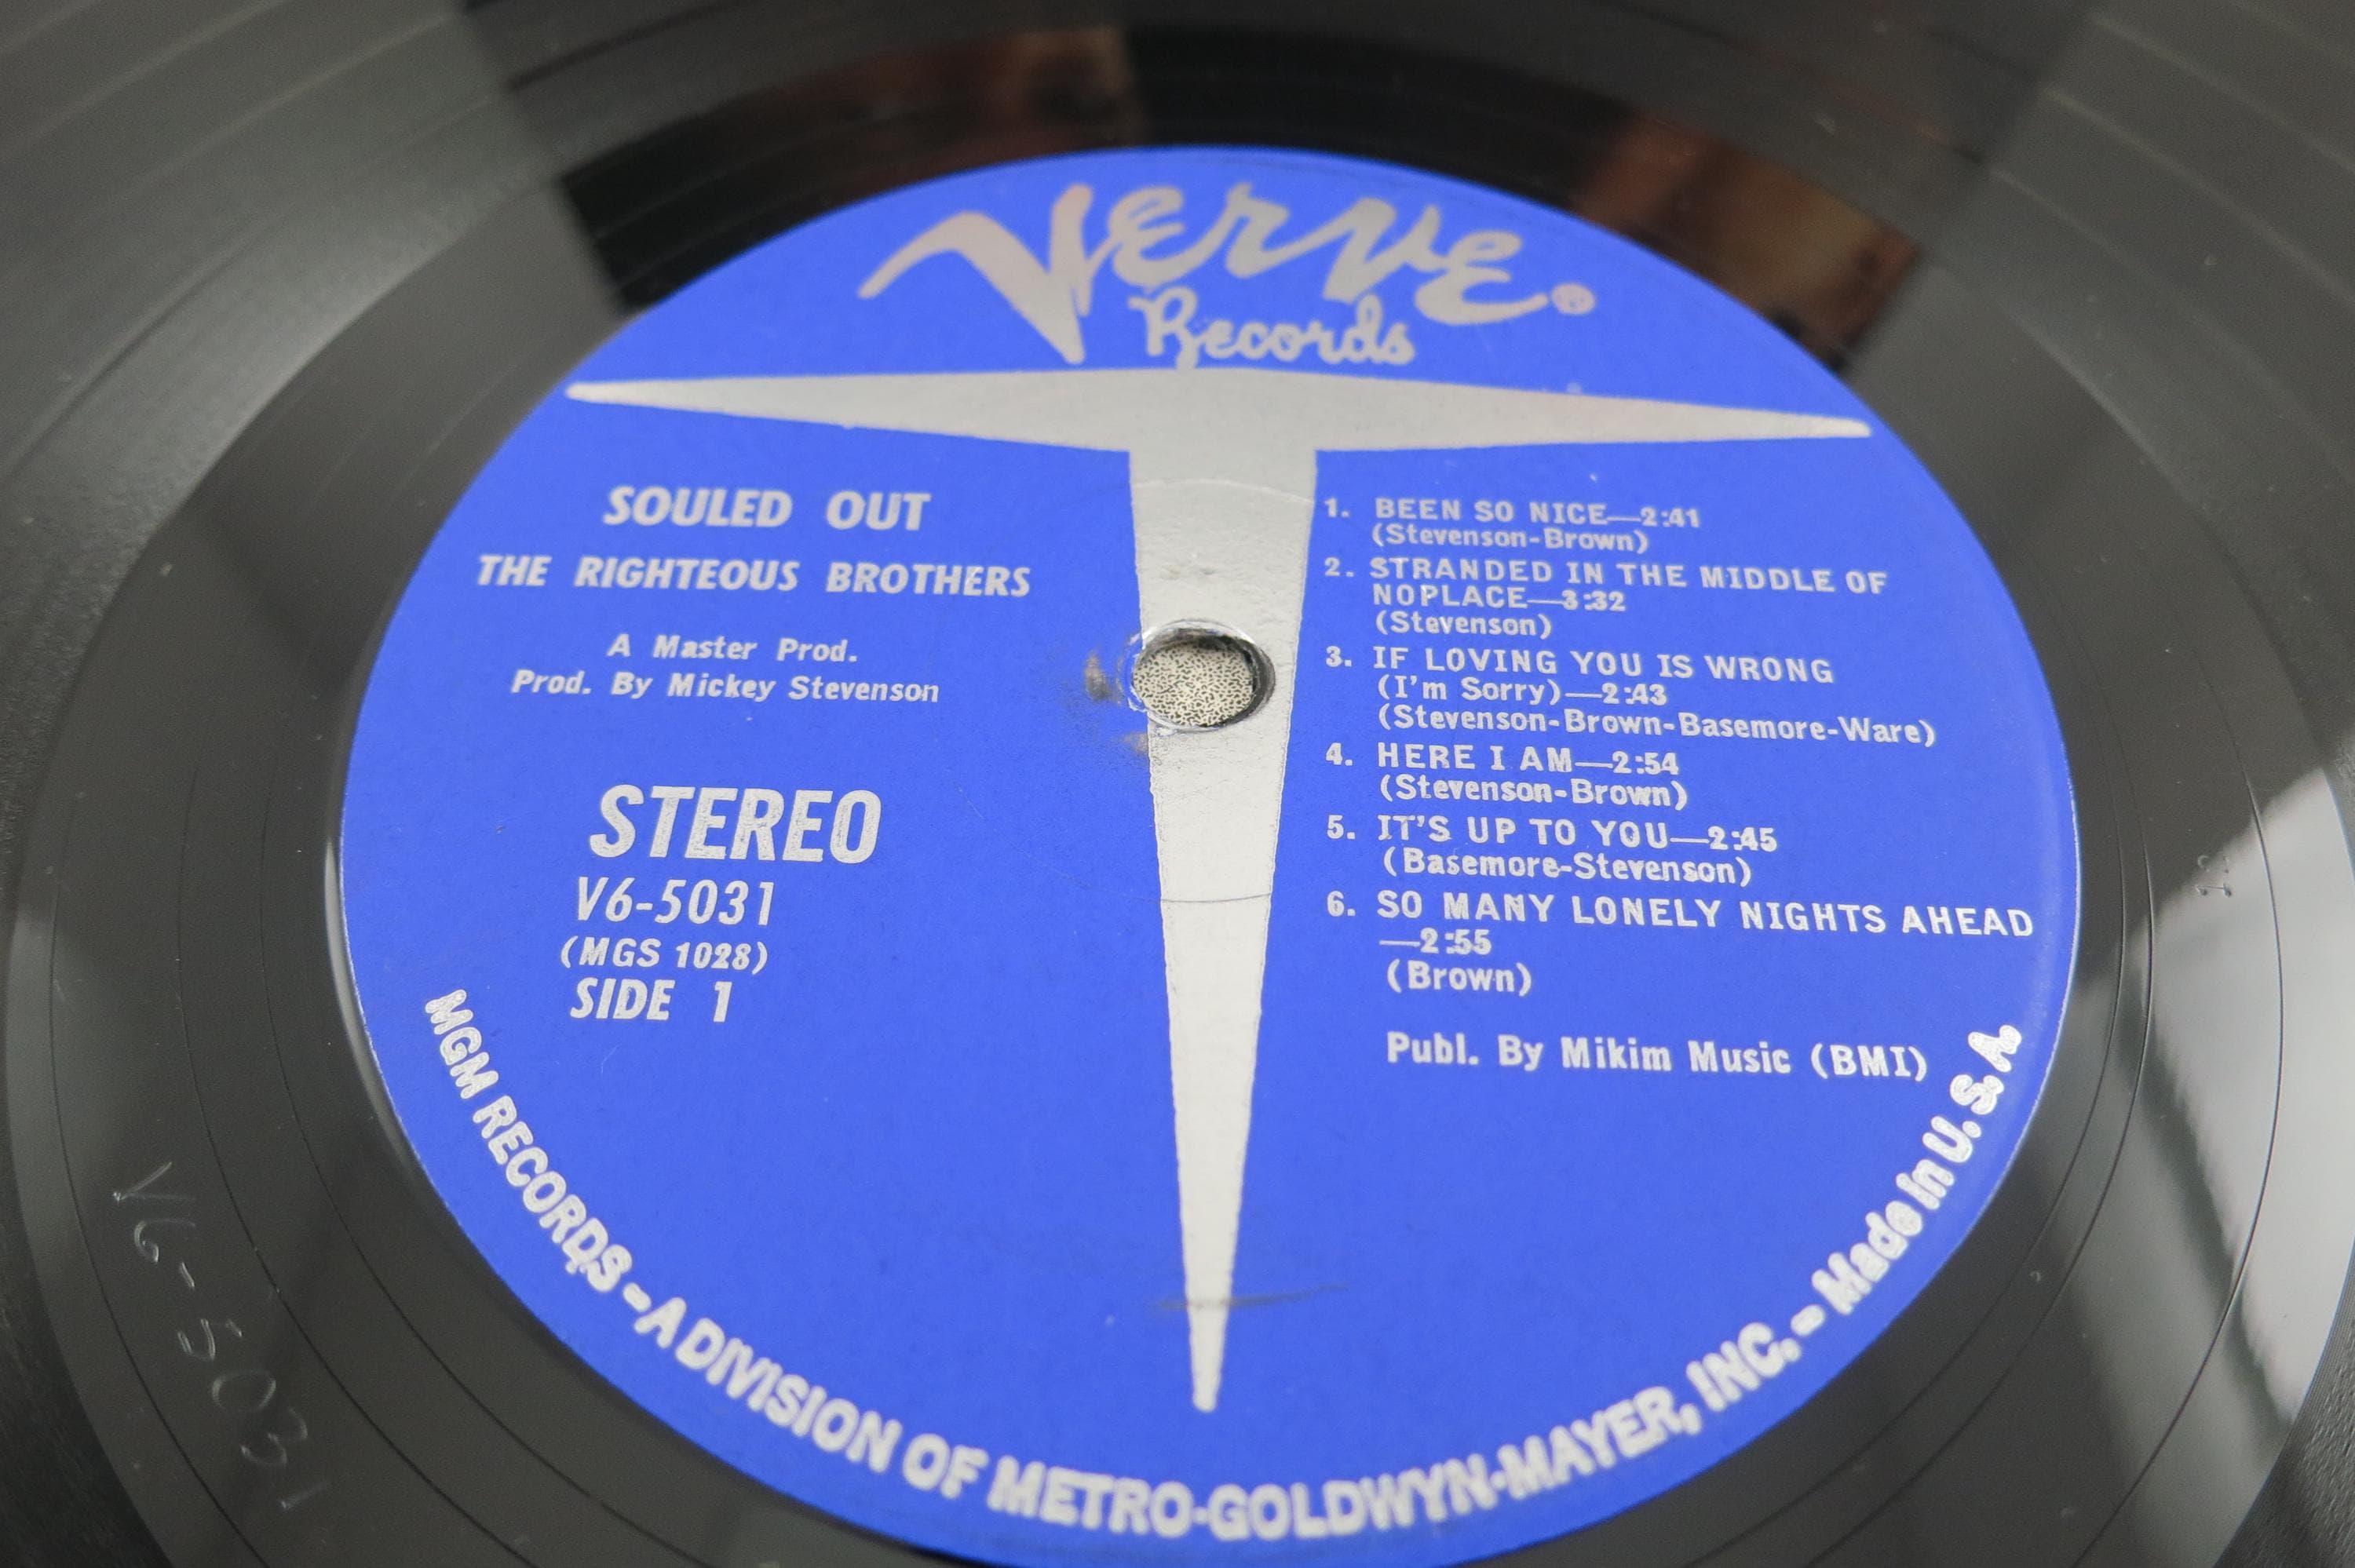 Verve®
Records
SOULED OUT
THE RIGHTEOUS BROTHERS
A Master Prod.
Prod. By Mickey Stevenson
STEREO
V6-5031
(MGS 1028)
SIDE 1
1. BEEN SO NICE—2:41
(Stevenson-Brown)
2. STRANDED IN THE MIDDLE OF
NOPLACE—3:32
(Stevenson)
3. IF LOVING YOU IS WRONG
(I'm Sorry)—2:43
(Stevenson-Brown-Basemore-Ware)
4. HERE I AM—2:54
(Stevenson-Brown)
5. IT'S UP TO YOU—2:45
(Basemore-Stevenson)
6. SO MANY LONELY NIGHTS AHEAD
—2:55
(Brown)
Publ. By Mikim Music (BMI)
MGM RECORDS - A DIVISION OF METRO-GOLDWYN-MAYER, INC. - Made in U.S.A.
V6-5031